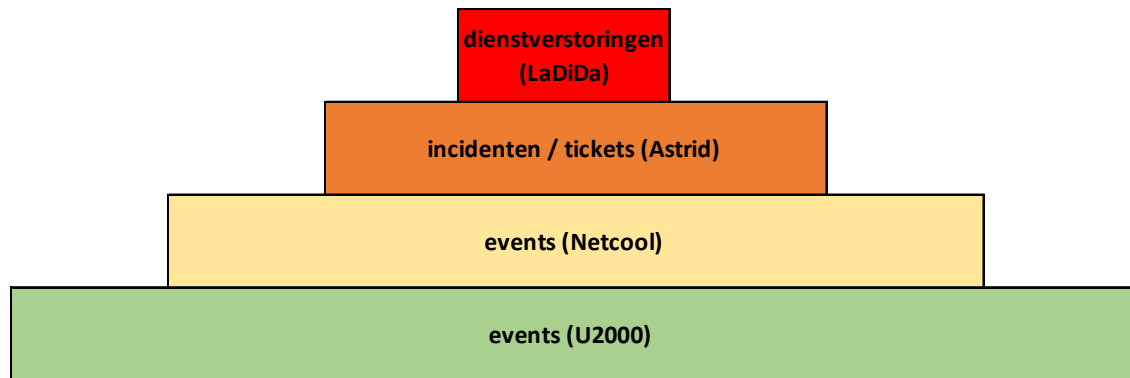 dienstverstoringen
(LaDiDa)
incidenten / tickets (Astrid)
events (Netcool)
events (U2000)